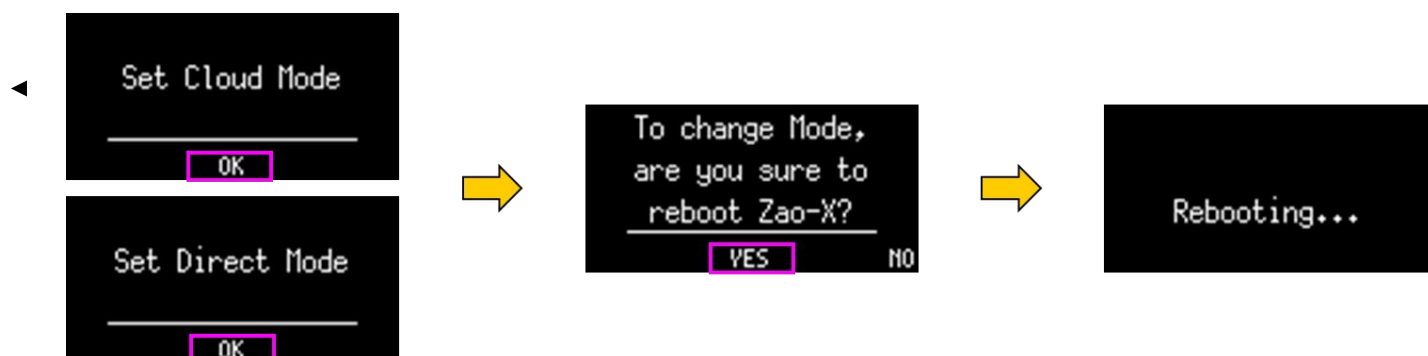 Set Cloud Mode
OK
Set Direct Mode
OK
To change Mode,
are you sure to
reboot Zao-X?
YES NO
Rebooting...